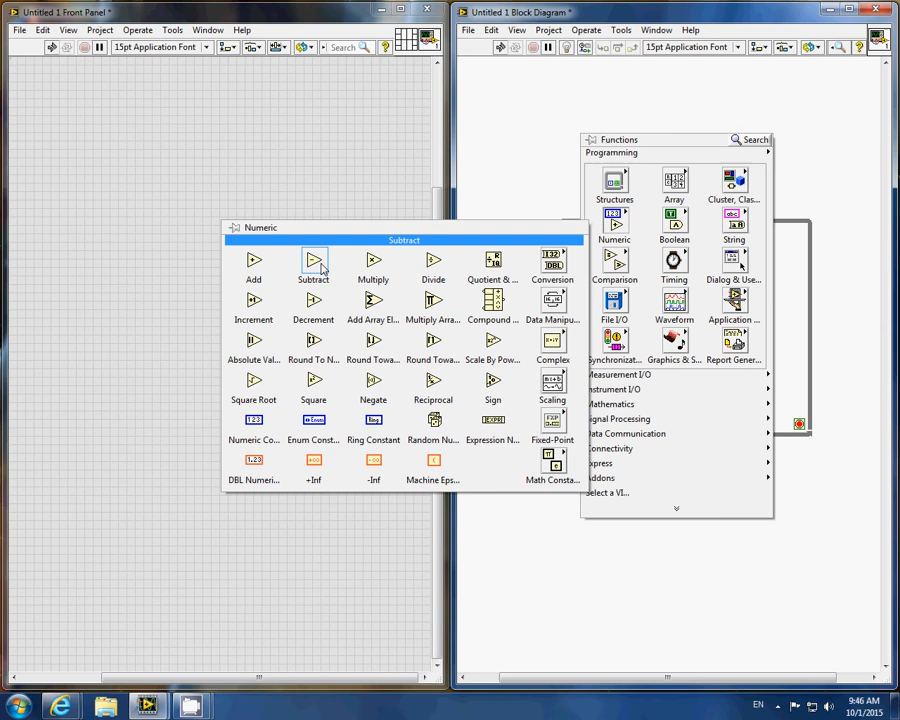 Untitled 1 Front Panel *
File Edit View Project Operate Tools Window Help
15pt Application Font
Search
Untitled 1 Block Diagram *
File Edit View Project Operate Tools Window Help
15pt Application Font
Functions Search
Programming
Structures Array Cluster, Clas...
Numeric Boolean String
Comparison Timing Dialog & Use...
File I/O Waveform Application ...
Synchronizat... Graphics & S... Report Gener...
Measurement I/O
Instrument I/O
Mathematics
Signal Processing
Data Communication
Connectivity
Express
Addons
Select a VI...
Numeric
Subtract
Add Subtract Multiply Divide Quotient & ... Conversion
Increment Decrement Add Array El... Multiply Arra... Compound ... Data Manipu...
Absolute Val... Round To N... Round Towa... Round Towa... Scale By Pow... Complex
Square Root Square Negate Reciprocal Sign Scaling
Numeric Co... Enum Const... Ring Constant Random Nu... Expression N... Fixed-Point
DBL Numeri... +Inf -Inf Machine Eps... Math Consta...
EN
9:46 AM
10/1/2015